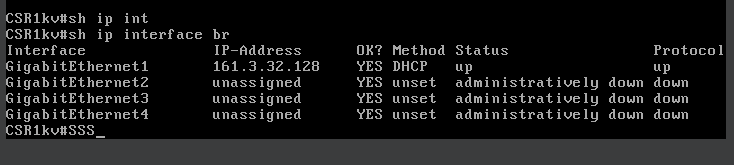 CSR1kv#sh ip int
CSR1kv#sh ip interface br
Interface IP-Address OK? Method Status Protocol
GigabitEthernet1 161.3.32.128 YES DHCP up up
GigabitEthernet2 unassigned YES unset administratively down down
GigabitEthernet3 unassigned YES unset administratively down down
GigabitEthernet4 unassigned YES unset administratively down down
CSR1kv#SSS_